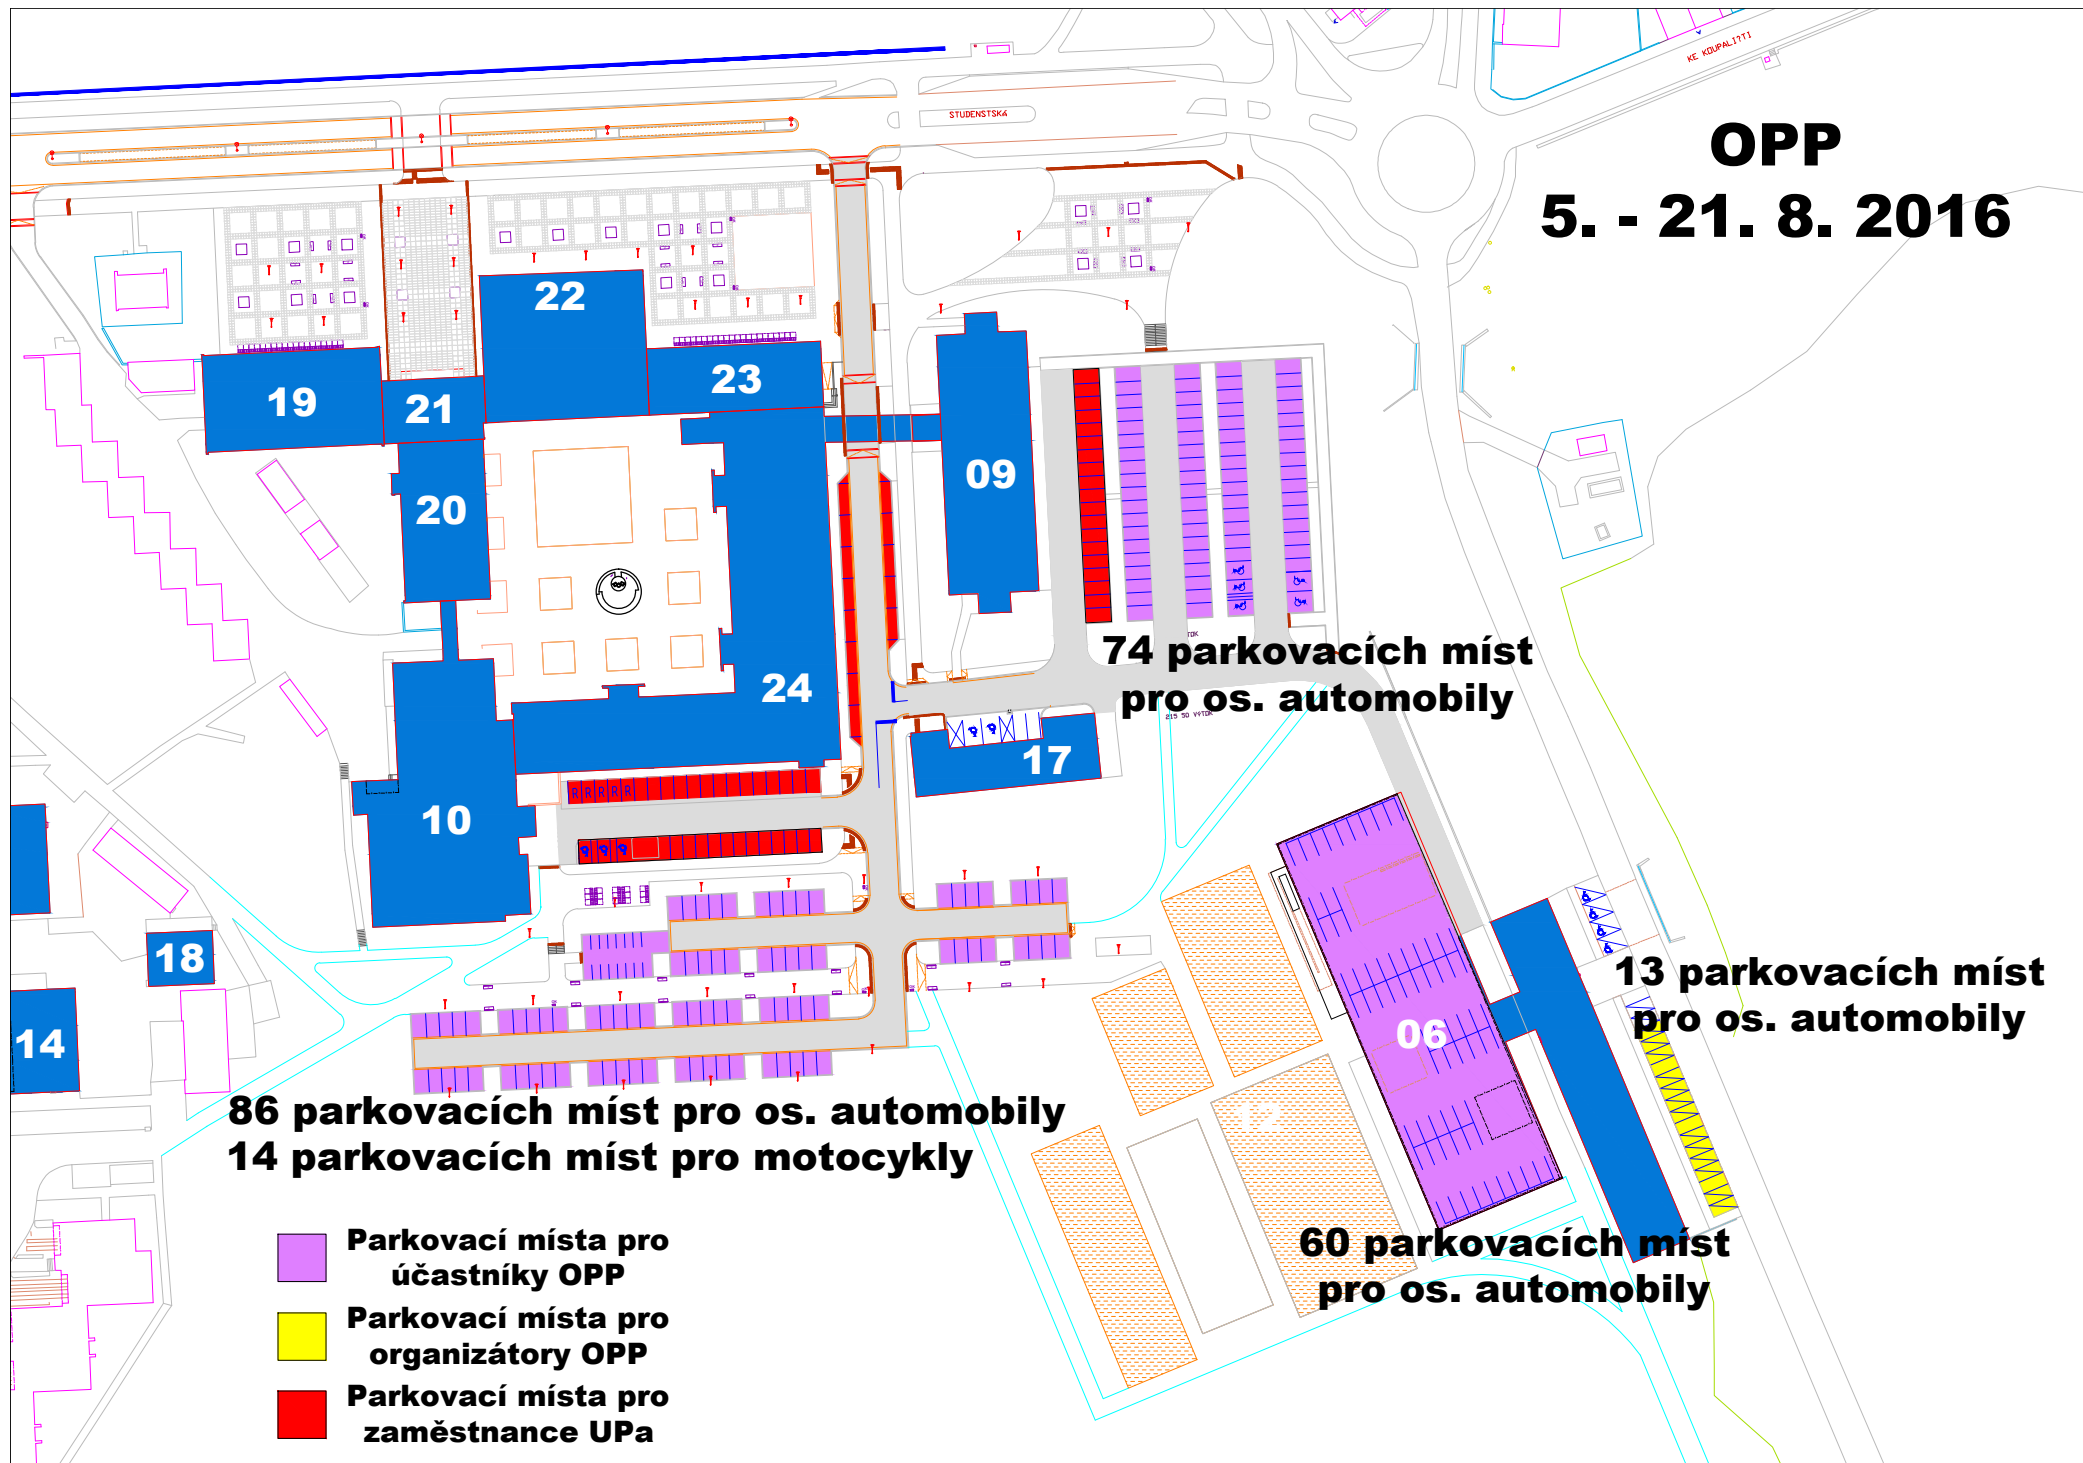 KE KOUPALI?TI
STUDENTSKÁ
OPP
5. - 21. 8. 2016
22
23
19
21
09
20
74 parkovacích míst
pro os. automobily
24
17
10
R R R R R
18
13 parkovacích míst
pro os. automobily
06
14
86 parkovacích míst pro os. automobily
14 parkovacích míst pro motocykly
60 parkovacích míst
pro os. automobily
Parkovací místa pro
účastníky OPP
Parkovací místa pro
organizátory OPP
Parkovací místa pro
zaměstnance UPa